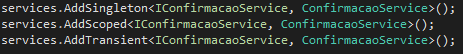 services.AddSingleton<IConfirmacaoService, ConfirmacaoService>();
services.AddScoped<IConfirmacaoService, ConfirmacaoService>();
services.AddTransient<IConfirmacaoService, ConfirmacaoService>();